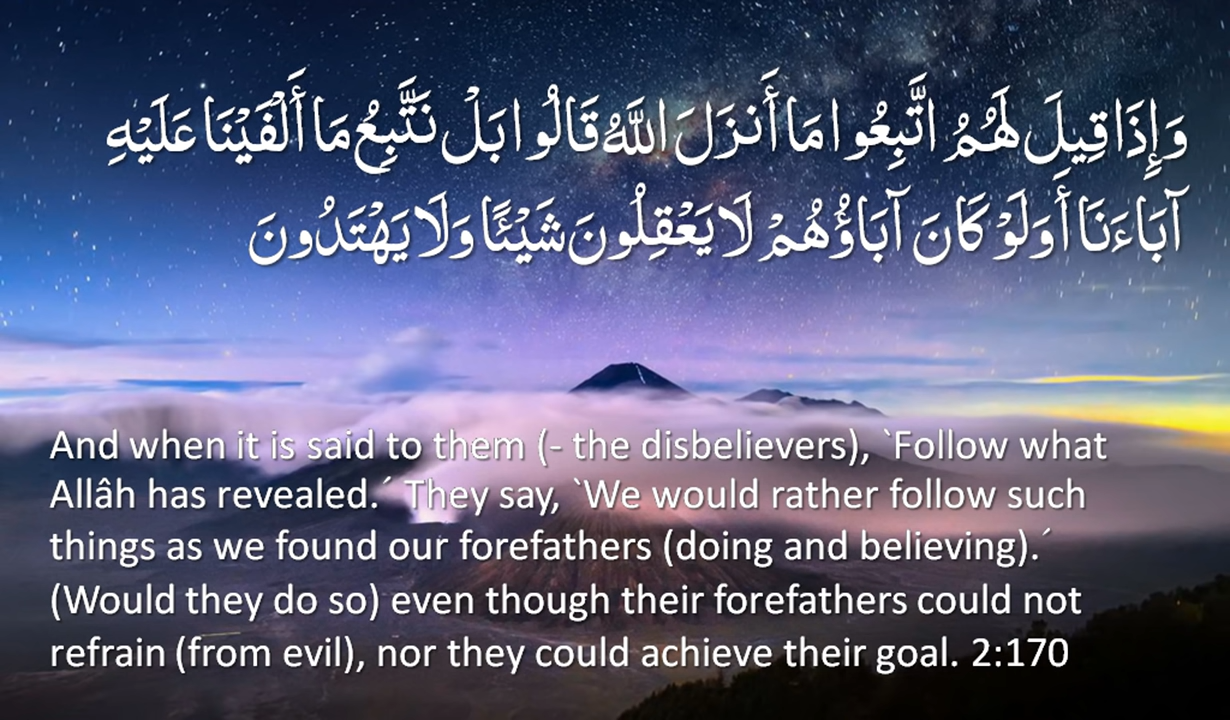 وَإِذَا قِيلَ لَهُمُ اتَّبِعُوا مَا أَنزَلَ اللَّهُ قَالُوا بَلْ نَتَّبِعُ مَا أَلْفَيْنَا عَلَيْهِ
آبَاءَنَا أَوَلَوْ كَانَ آبَاؤُهُمْ لَا يَعْقِلُونَ شَيْئًا وَلَا يَهْتَدُونَ
And when it is said to them (- the disbelievers), `Follow what
Allâh has revealed.´ They say, `We would rather follow such
things as we found our forefathers (doing and believing).´
(Would they do so) even though their forefathers could not
refrain (from evil), nor they could achieve their goal. 2:170